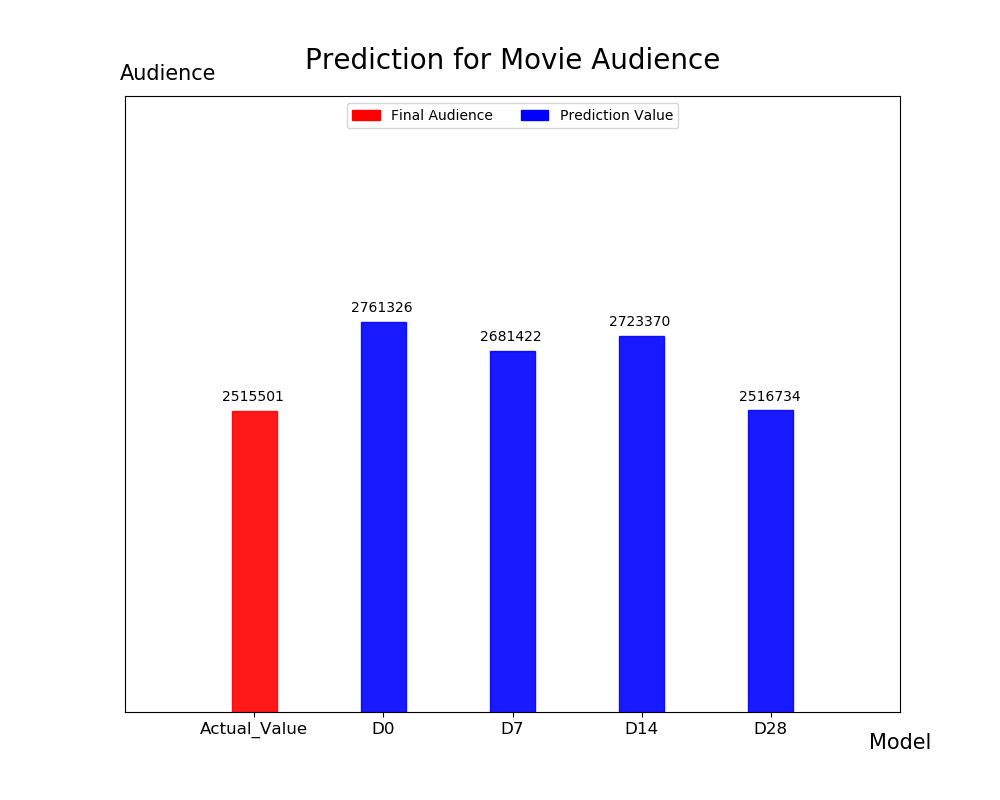 Prediction for Movie Audience
Audience
Final Audience
Prediction Value
2515501
2761326
2681422
2723370
2516734
Actual_Value
D0
D7
D14
D28
Model